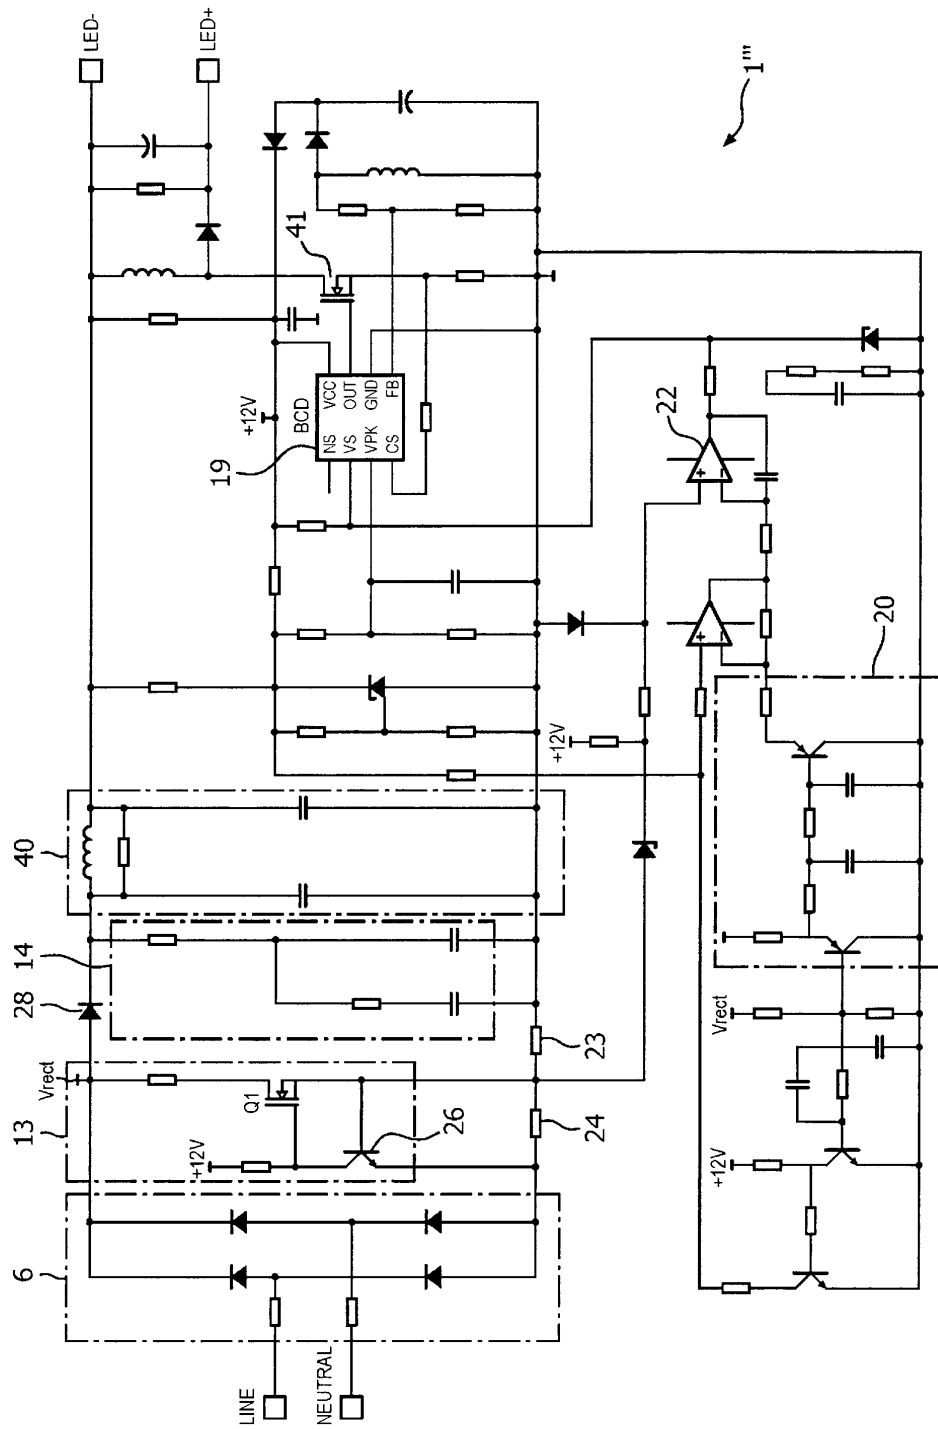 LED-
LED+
1'''
41
+12V
BCD
19
NS
VCC
VS
OUT
VPK
GND
CS
FB
22
20
40
+12V
14
28
Vrect
13
Q1
+12V
26
23
24
Vrect
+12V
6
LINE
NEUTRAL